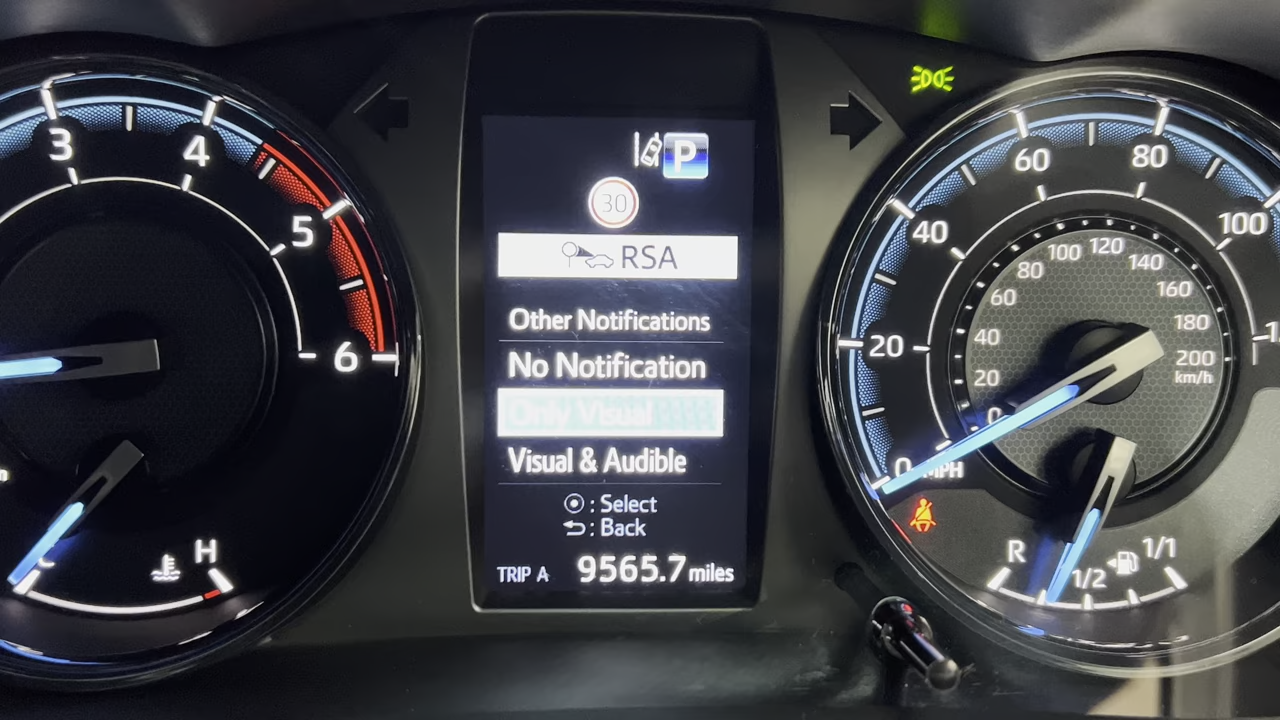 3
4
5
6
H
P
30
RSA
Other Notifications
No Notification
Only Visual
Visual & Audible
: Select
: Back
TRIP A 9565.7 miles
0
20
40
60
80
100
MPH
0
20
40
60
80
100
120
140
160
180
200
km/h
R
1/2
1/1